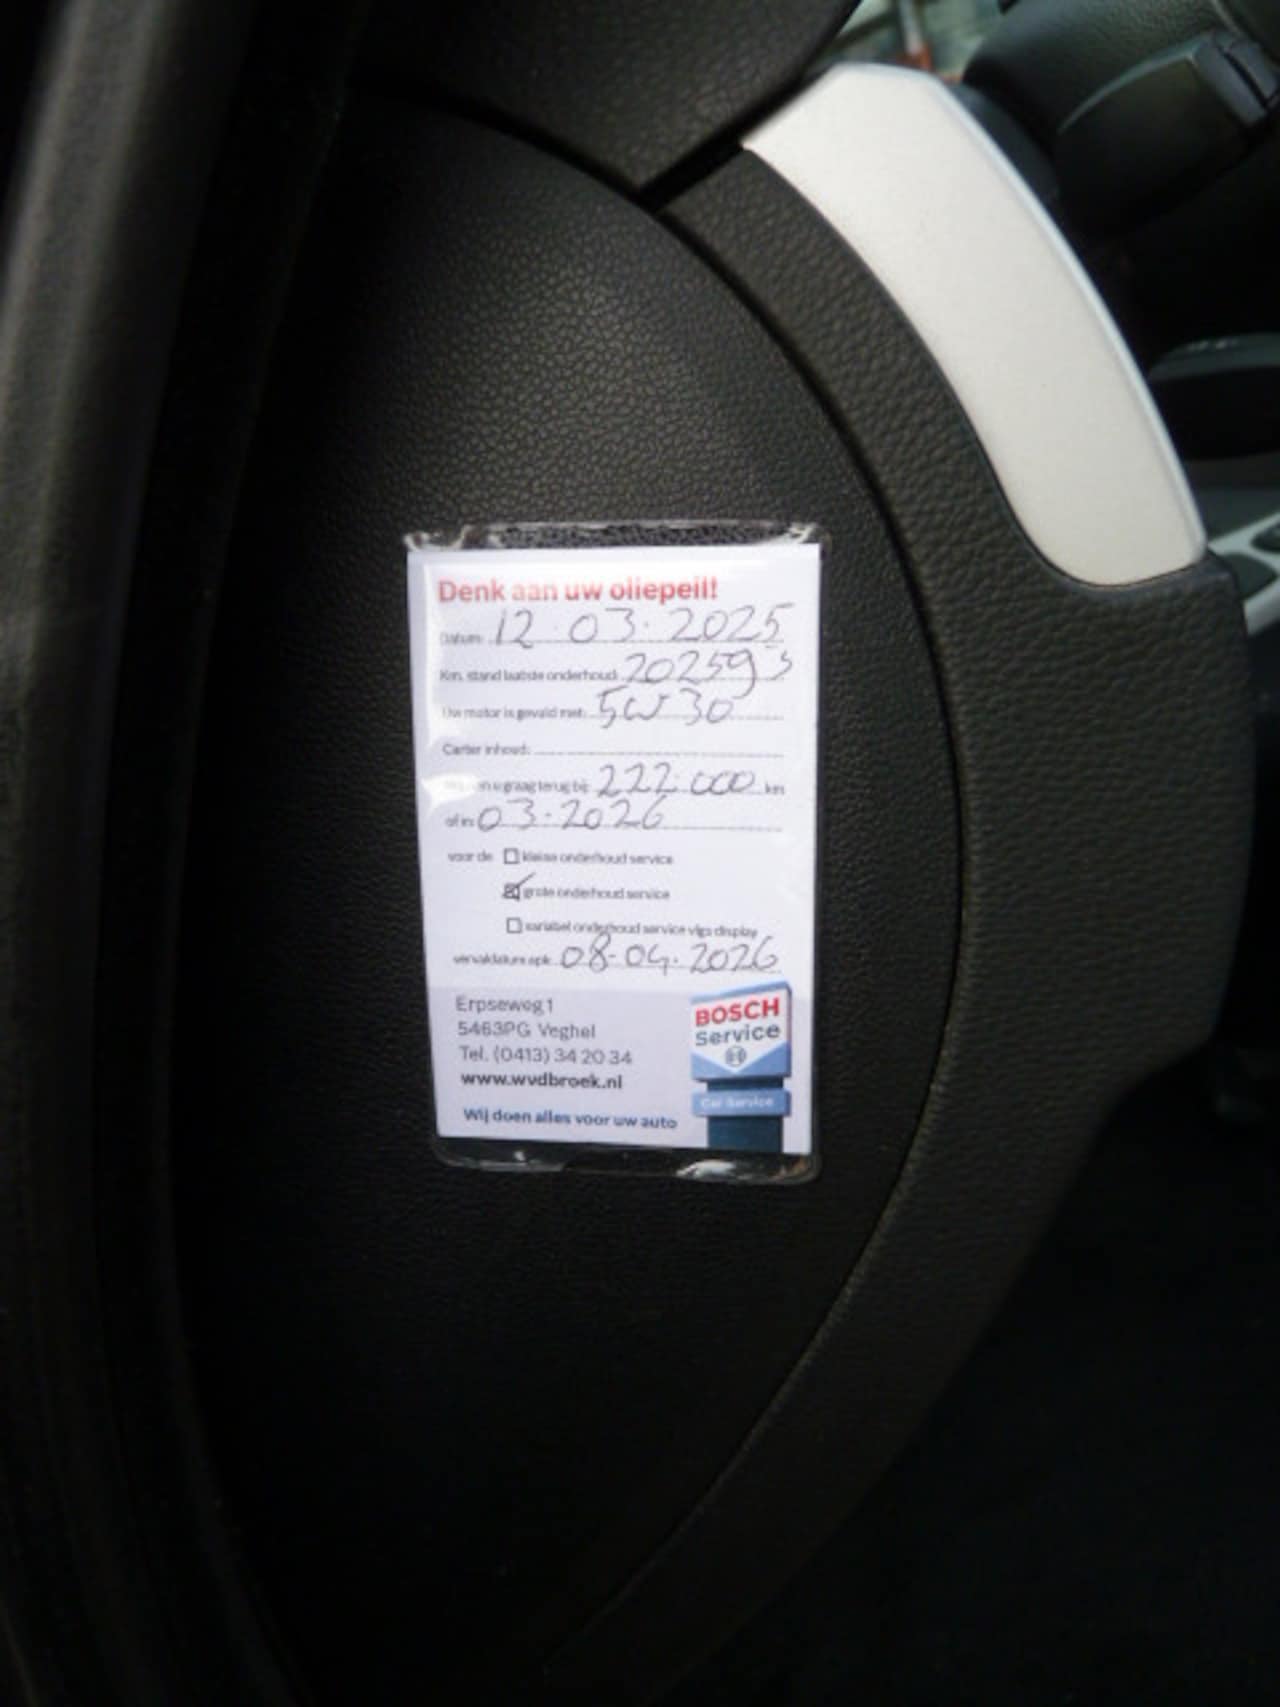 Denk aan uw oliepeil!
Datum: 12.03.2025
Km. stand laatste onderhoud: 202593
Uw motor is gevuld met: 5W30
Carter inhoud:
u graag terug bij: 222.000 km
of in: 03.2026
voor de kleine onderhoud service
grote onderhoud service
variabel onderhoud service vlgs display
vervaldatum apk: 08-04.2026
Erpseweg 1
5463PG Veghel
Tel. (0413) 34 20 34
www.wvdbroek.nl
Wij doen alles voor uw auto
BOSCH
Service
Car Service